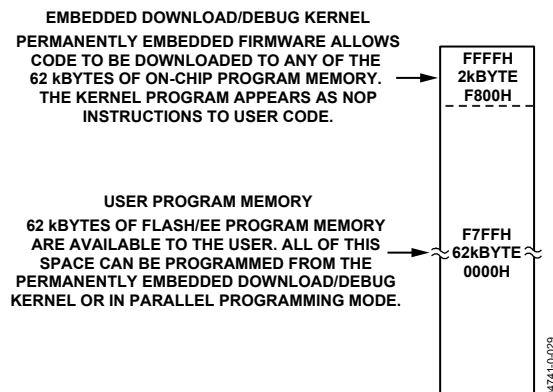 EMBEDDED DOWNLOAD/DEBUG KERNEL
PERMANENTLY EMBEDDED FIRMWARE ALLOWS
CODE TO BE DOWNLOADED TO ANY OF THE
62 kBYTES OF ON-CHIP PROGRAM MEMORY.
THE KERNEL PROGRAM APPEARS AS NOP
INSTRUCTIONS TO USER CODE.
FFFFH
2kBYTE
F800H
USER PROGRAM MEMORY
62 kBYTES OF FLASH/EE PROGRAM MEMORY
ARE AVAILABLE TO THE USER. ALL OF THIS
SPACE CAN BE PROGRAMMED FROM THE
PERMANENTLY EMBEDDED DOWNLOAD/DEBUG
KERNEL OR IN PARALLEL PROGRAMMING MODE.
F7FFH
62kBYTE
0000H
4741-0-029